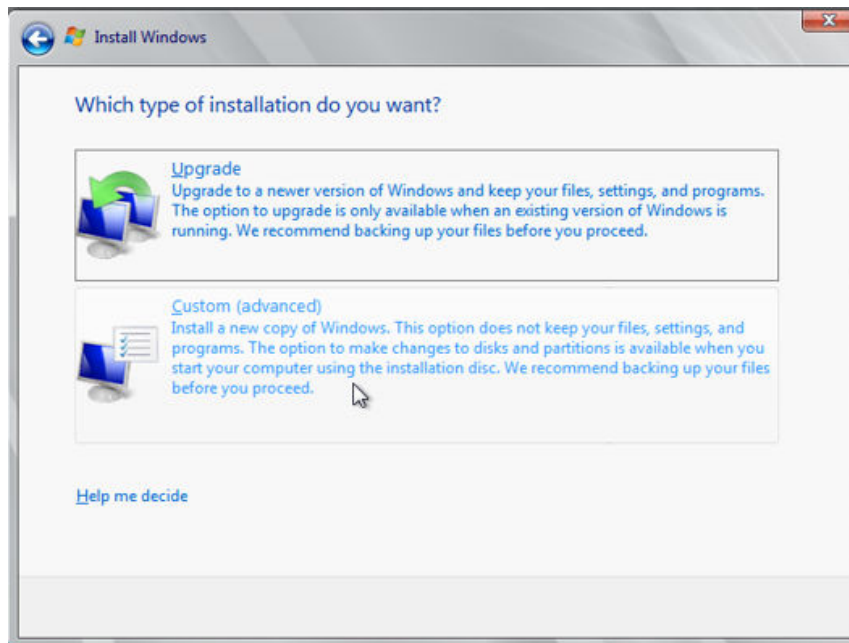 Install Windows
Which type of installation do you want?
Upgrade
Upgrade to a newer version of Windows and keep your files, settings, and programs.
The option to upgrade is only available when an existing version of Windows is
running. We recommend backing up your files before you proceed.
Custom (advanced)
Install a new copy of Windows. This option does not keep your files, settings, and
programs. The option to make changes to disks and partitions is available when you
start your computer using the installation disc. We recommend backing up your files
before you proceed.
Help me decide